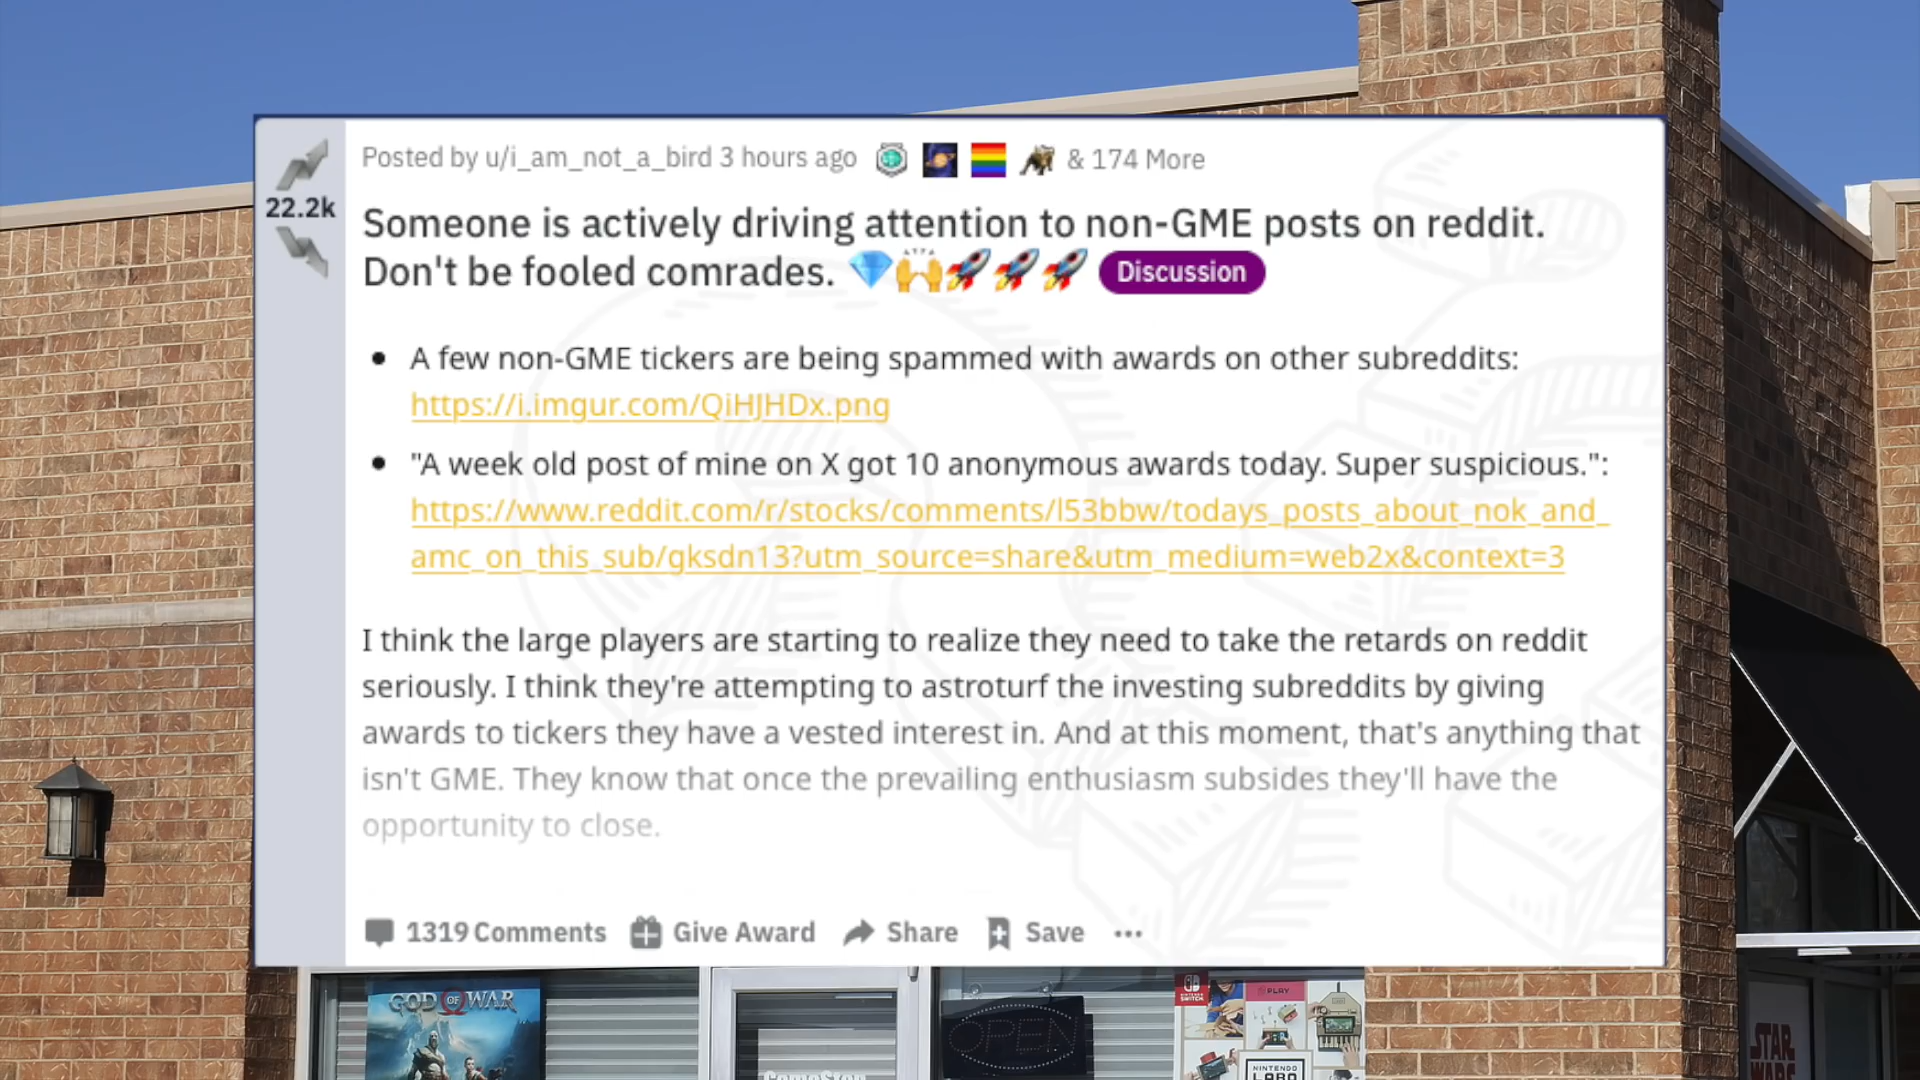 Posted by u/i_am_not_a_bird 3 hours ago & 174 More
22.2k
Someone is actively driving attention to non-GME posts on reddit.
Don't be fooled comrades. 💎🙌🚀🚀🚀 Discussion
• A few non-GME tickers are being spammed with awards on other subreddits:
https://i.imgur.com/QiHJHDx.png
• "A week old post of mine on X got 10 anonymous awards today. Super suspicious.":
https://www.reddit.com/r/stocks/comments/l53bbw/todays_posts_about_nok_and_
amc_on_this_sub/gksdn13?utm_source=share&utm_medium=web2x&context=3
I think the large players are starting to realize they need to take the retards on reddit
seriously. I think they're attempting to astroturf the investing subreddits by giving
awards to tickers they have a vested interest in. And at this moment, that's anything that
isn't GME. They know that once the prevailing enthusiasm subsides they'll have the
opportunity to close.
1319 Comments Give Award Share Save ...
GOD OF WAR
OPEN
NINTENDO
SWITCH
PLAY
NINTENDO
LABO
GameStop
STAR
WARS